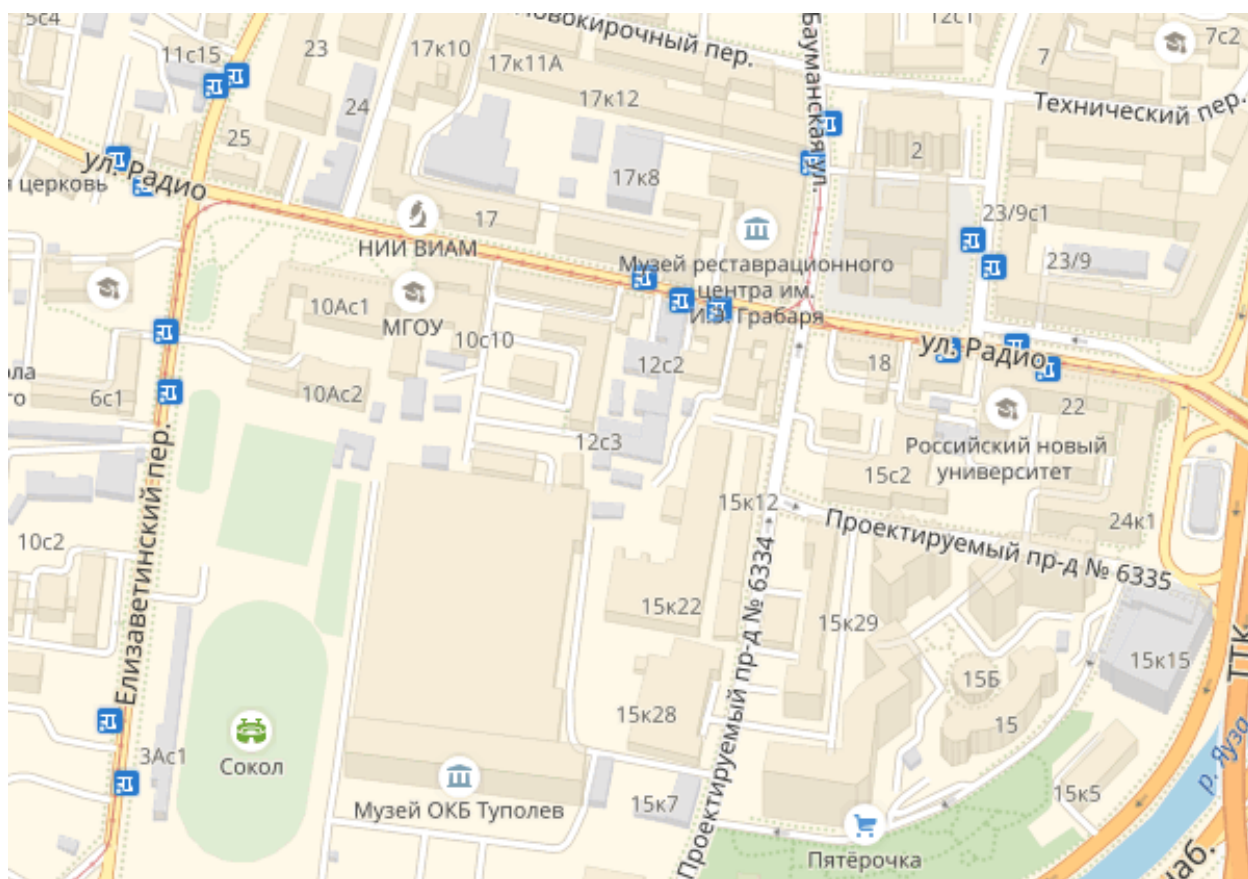 5с4
11с15
23
17к10
Новокирочный пер.
12с1
7
7с2
17к11А
17к12
Бауманская ул.
Технический пер.
24
25
2
ул. Радио
я церковь
17к8
17
23/9с1
НИИ ВИАМ
Музей реставрационного
центра им.
И.Э. Грабаря
23/9
10Ас1
МГОУ
10с10
12с2
18
ул. Радио
ола
го
6с1
10Ас2
22
12с3
Российский новый
университет
15с2
15к12
24к1
10с2
Проектируемый пр-д № 6335
Елизаветинский пер.
Проектируемый пр-д № 6334
15к22
15к29
15к15
ТТК
15Б
15
15к28
р. Яуза
3Ас1
Сокол
Музей ОКБ Туполев
15к7
15к5
Пятёрочка
наб.